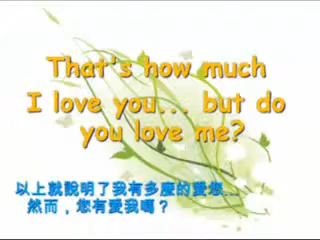 That's how much
I love you... but do
you love me?
以上就說明了我有多麼的愛您...
然而，您有愛我嗎？